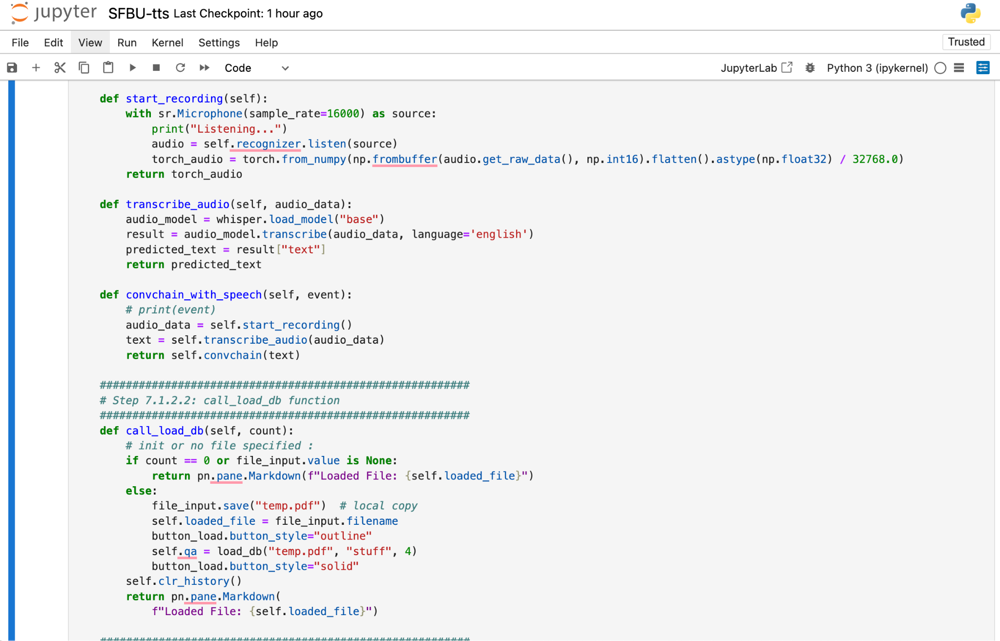 jupyter SFBU-tts Last Checkpoint: 1 hour ago
File Edit View Run Kernel Settings Help Trusted
Code JupyterLab Python 3 (ipykernel)
def start_recording(self):
    with sr.Microphone(sample_rate=16000) as source:
        print("Listening...")
        audio = self.recognizer.listen(source)
        torch_audio = torch.from_numpy(np.frombuffer(audio.get_raw_data(), np.int16).flatten().astype(np.float32) / 32768.0)
    return torch_audio
def transcribe_audio(self, audio_data):
    audio_model = whisper.load_model("base")
    result = audio_model.transcribe(audio_data, language='english')
    predicted_text = result["text"]
    return predicted_text
def convchain_with_speech(self, event):
    # print(event)
    audio_data = self.start_recording()
    text = self.transcribe_audio(audio_data)
    return self.convchain(text)
#########################################################
# Step 7.1.2.2: call_load_db function
#########################################################
def call_load_db(self, count):
    # init or no file specified :
    if count == 0 or file_input.value is None:
        return pn.pane.Markdown(f"Loaded File: {self.loaded_file}")
    else:
        file_input.save("temp.pdf")  # local copy
        self.loaded_file = file_input.filename
        button_load.button_style="outline"
        self.qa = load_db("temp.pdf", "stuff", 4)
        button_load.button_style="solid"
    self.clr_history()
    return pn.pane.Markdown(
        f"Loaded File: {self.loaded_file}")
#########################################################